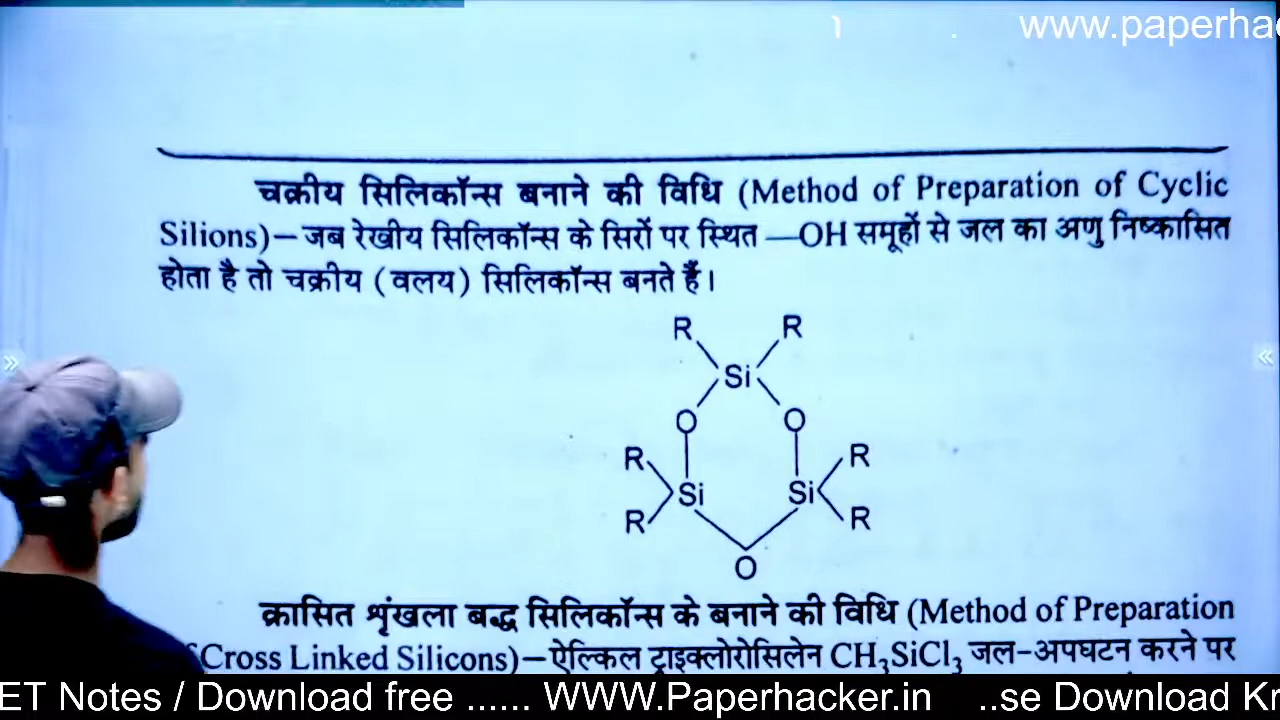 www.paperhac
चक्रीय सिलिकॉन्स बनाने की विधि (Method of Preparation of Cyclic
Silions)—जब रेखीय सिलिकॉन्स के सिरों पर स्थित —OH समूहों से जल का अणु निष्कासित
होता है तो चक्रीय (वलय) सिलिकॉन्स बनते हैं।
R R
Si
O O
R R
Si Si
R R
O
क्रासित शृंखला बद्ध सिलिकॉन्स के बनाने की विधि (Method of Preparation
Cross Linked Silicons)—ऐल्किल ट्राइक्लोरोसिलेन CH₃SiCl₃ जल-अपघटन करने पर
ET Notes / Download free ...... WWW.Paperhacker.in ..se Download Kr